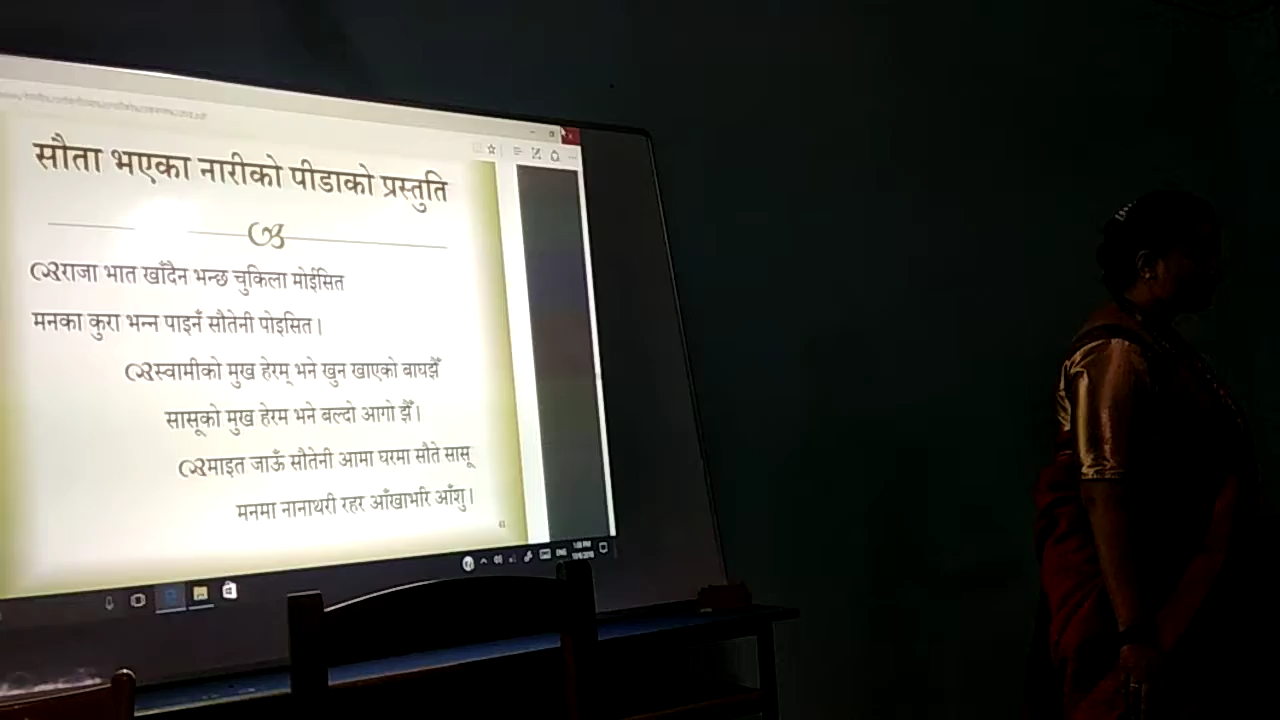 सौता भएका नारीको पीडाको प्रस्तुति
राजा भात खाँदैन भन्छ चुकिला मोईसित
मनका कुरा भन्न पाइनँ सौतेनी पोइसित ।
स्वामीको मुख हेरम् भने खुन खाएको बाघझैँ
सासूको मुख हेरम भने बल्दो आगो झैँ ।
माइत जाऊँ सौतेनी आमा घरमा सौते सासू
मनमा नानाथरी रहर आँखाभरि आँशु ।
ENG